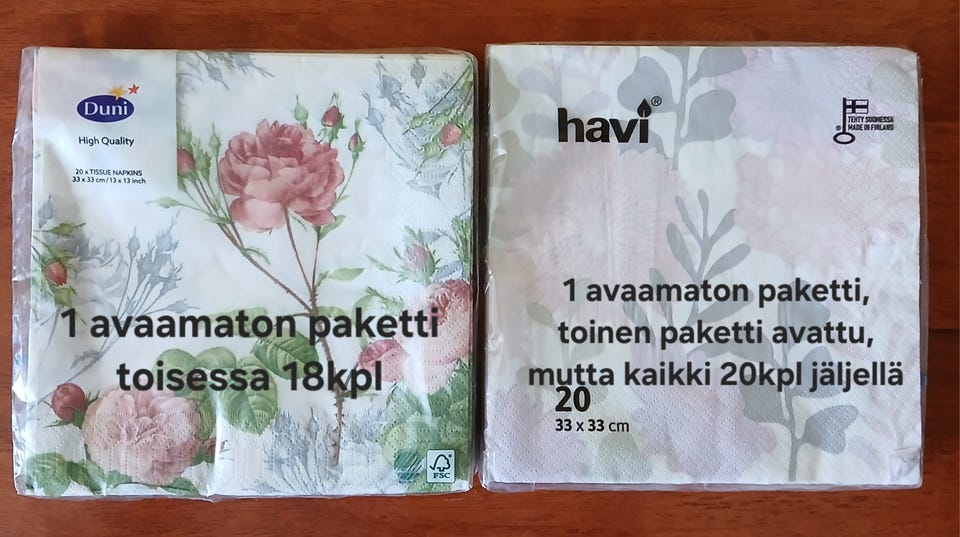 Duni
High Quality
20 x TISSUE NAPKINS
33 x 33 cm/13 x 13 inch
1 avaamaton paketti
toisessa 18kpl
FSC
havi®
TEHTY SUOMESSA
MADE IN FINLAND
1 avaamaton paketti,
toinen paketti avattu,
mutta kaikki 20kpl jäljellä
20
33 x 33 cm